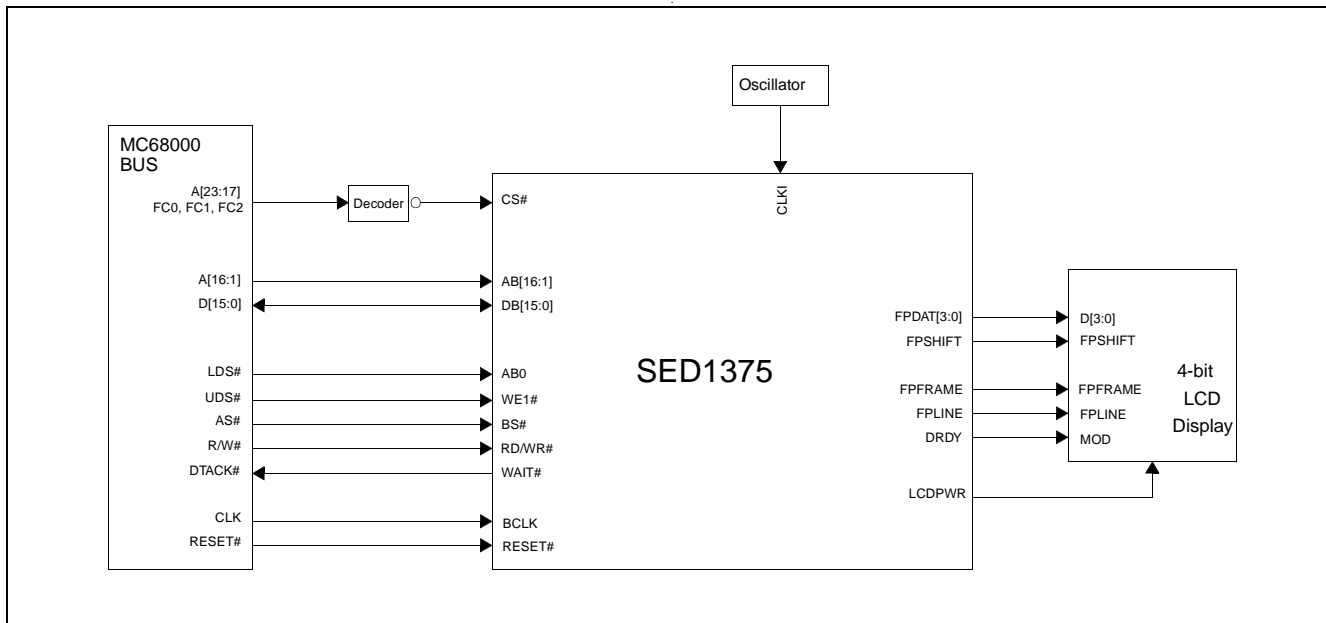 Oscillator
MC68000
BUS
A[23:17]
FC0, FC1, FC2
Decoder
CS#
CLKI
A[16:1]
AB[16:1]
D[15:0]
DB[15:0]
FPDAT[3:0]
D[3:0]
FPSHIFT
FPSHIFT
SED1375
LDS#
AB0
4-bit
LCD
Display
UDS#
WE1#
FPFRAME
FPFRAME
AS#
BS#
FPLINE
FPLINE
R/W#
RD/WR#
DRDY
MOD
DTACK#
WAIT#
LCDPWR
CLK
BCLK
RESET#
RESET#